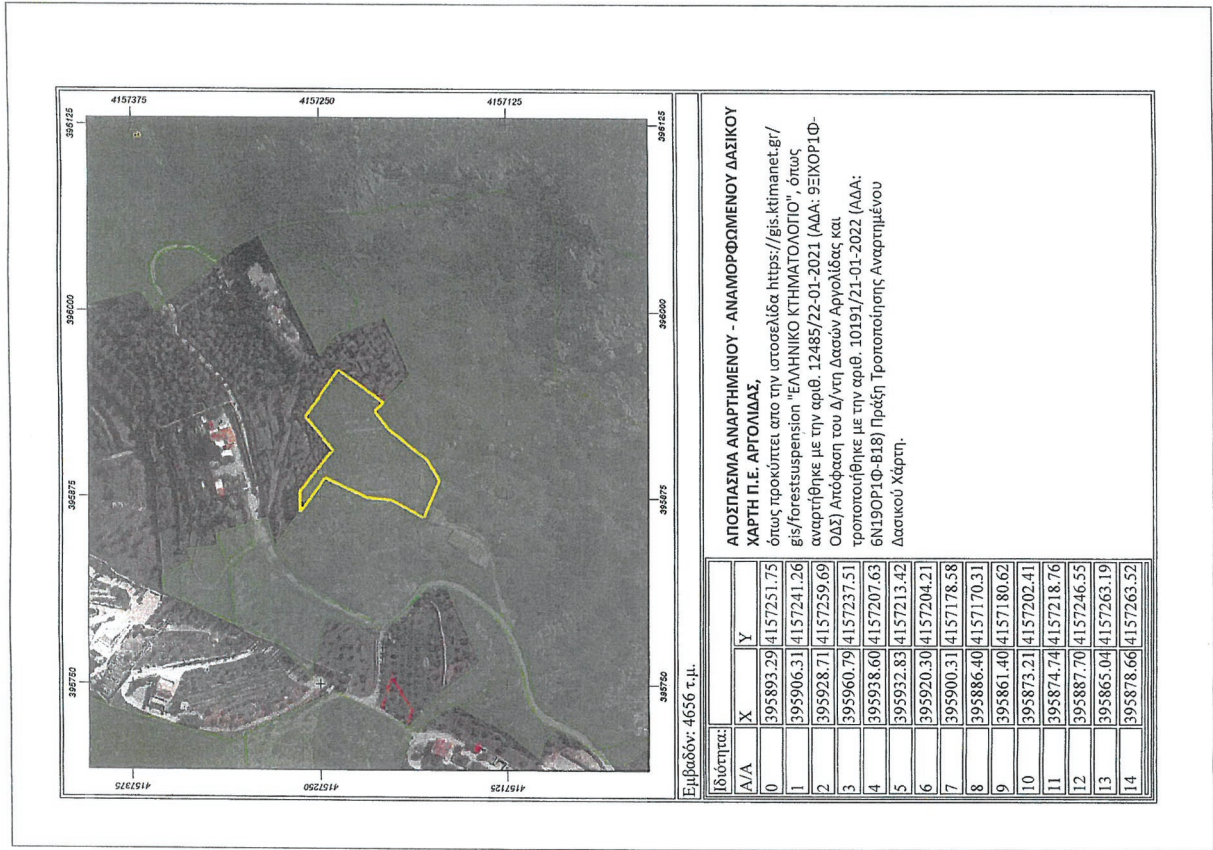 396125
396000
395875
395750
4157375
4157250
4157125
4157375
4157250
4157125
396125
396000
395875
395750
Εμβαδόν: 4656 τ.μ.
Ιδιότητα:
Α/Α X Y
0 395893.29 4157251.75
1 395906.31 4157241.26
2 395928.71 4157259.69
3 395960.79 4157237.51
4 395938.60 4157207.63
5 395932.83 4157213.42
6 395920.30 4157204.21
7 395900.31 4157178.58
8 395886.40 4157170.31
9 395861.40 4157180.62
10 395873.21 4157202.41
11 395874.74 4157218.76
12 395887.70 4157246.55
13 395865.04 4157263.19
14 395878.66 4157263.52
ΑΠΟΣΠΑΣΜΑ ΑΝΑΡΤΗΜΕΝΟΥ - ΑΝΑΜΟΡΦΩΜΕΝΟΥ ΔΑΣΙΚΟΥ
ΧΑΡΤΗ Π.Ε. ΑΡΓΟΛΙΔΑΣ,
όπως προκύπτει απο την ιστοσελίδα https://gis.ktimanet.gr/
gis/forestsuspension "ΕΛΛΗΝΙΚΟ ΚΤΗΜΑΤΟΛΟΓΙΟ", όπως
αναρτήθηκε με την αριθ. 12485/22-01-2021 (ΑΔΑ: 9ΕΙΧΟΡ1Φ-
ΟΔΣ) Απόφαση του Δ/ντη Δασών Αργολίδας και
τροποποιήθηκε με την αριθ. 10191/21-01-2022 (ΑΔΑ:
6Ν19ΟΡ1Φ-Β18) Πράξη Τροποποίησης Αναρτημένου
Δασικού Χάρτη.